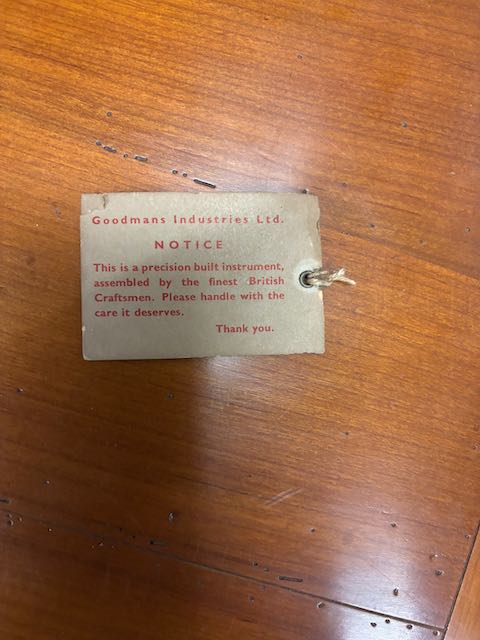 Goodmans Industries Ltd.
NOTICE
This is a precision built instrument,
assembled by the finest British
Craftsmen. Please handle with the
care it deserves.
Thank you.